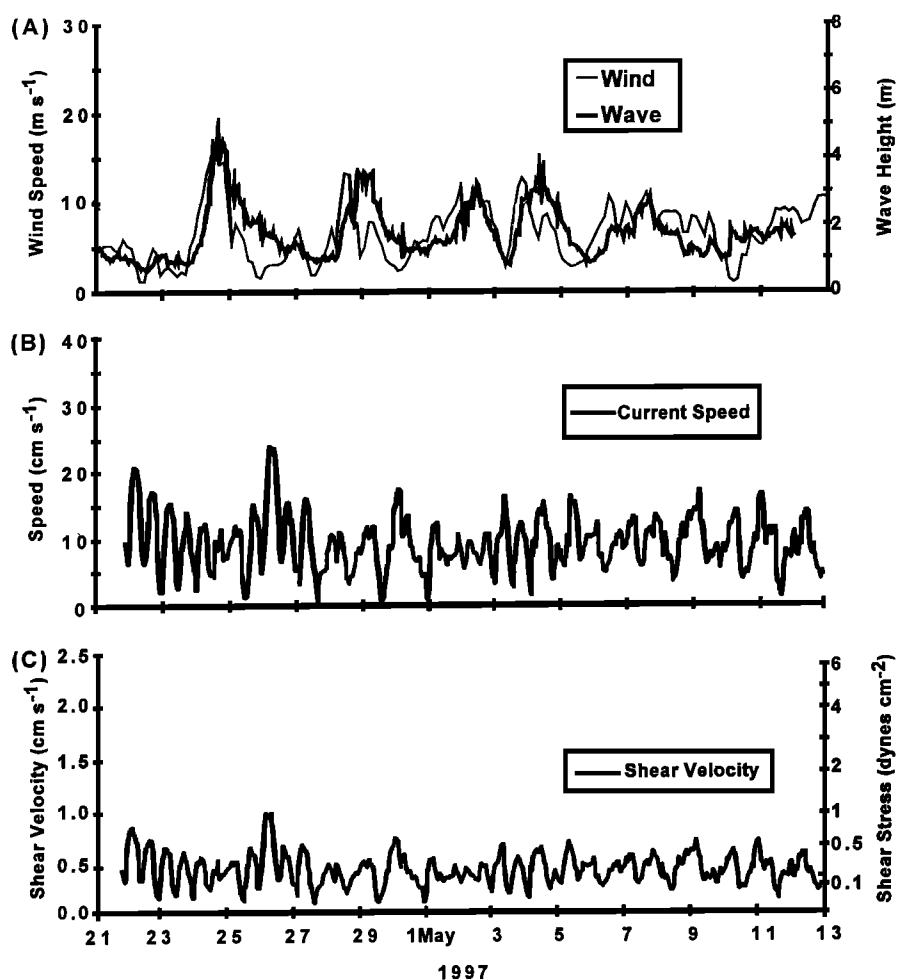 (A)
30
20
10
0
Wind Speed (m s⁻¹)
Wind
Wave
8
6
4
2
1
0
Wave Height (m)
21 
(B)
40
30
20
10
0
Speed (cm s⁻¹)
Current Speed
(C)
2.5
2.0
1.5
1.0
0.5
0.0
Shear Velocity (cm s⁻¹)
Shear Velocity
6
4
2
1
0.5
0.1
Shear Stress (dynes cm⁻²)
21 23 25 27 29 1May 3 5 7 9 11 13
1997